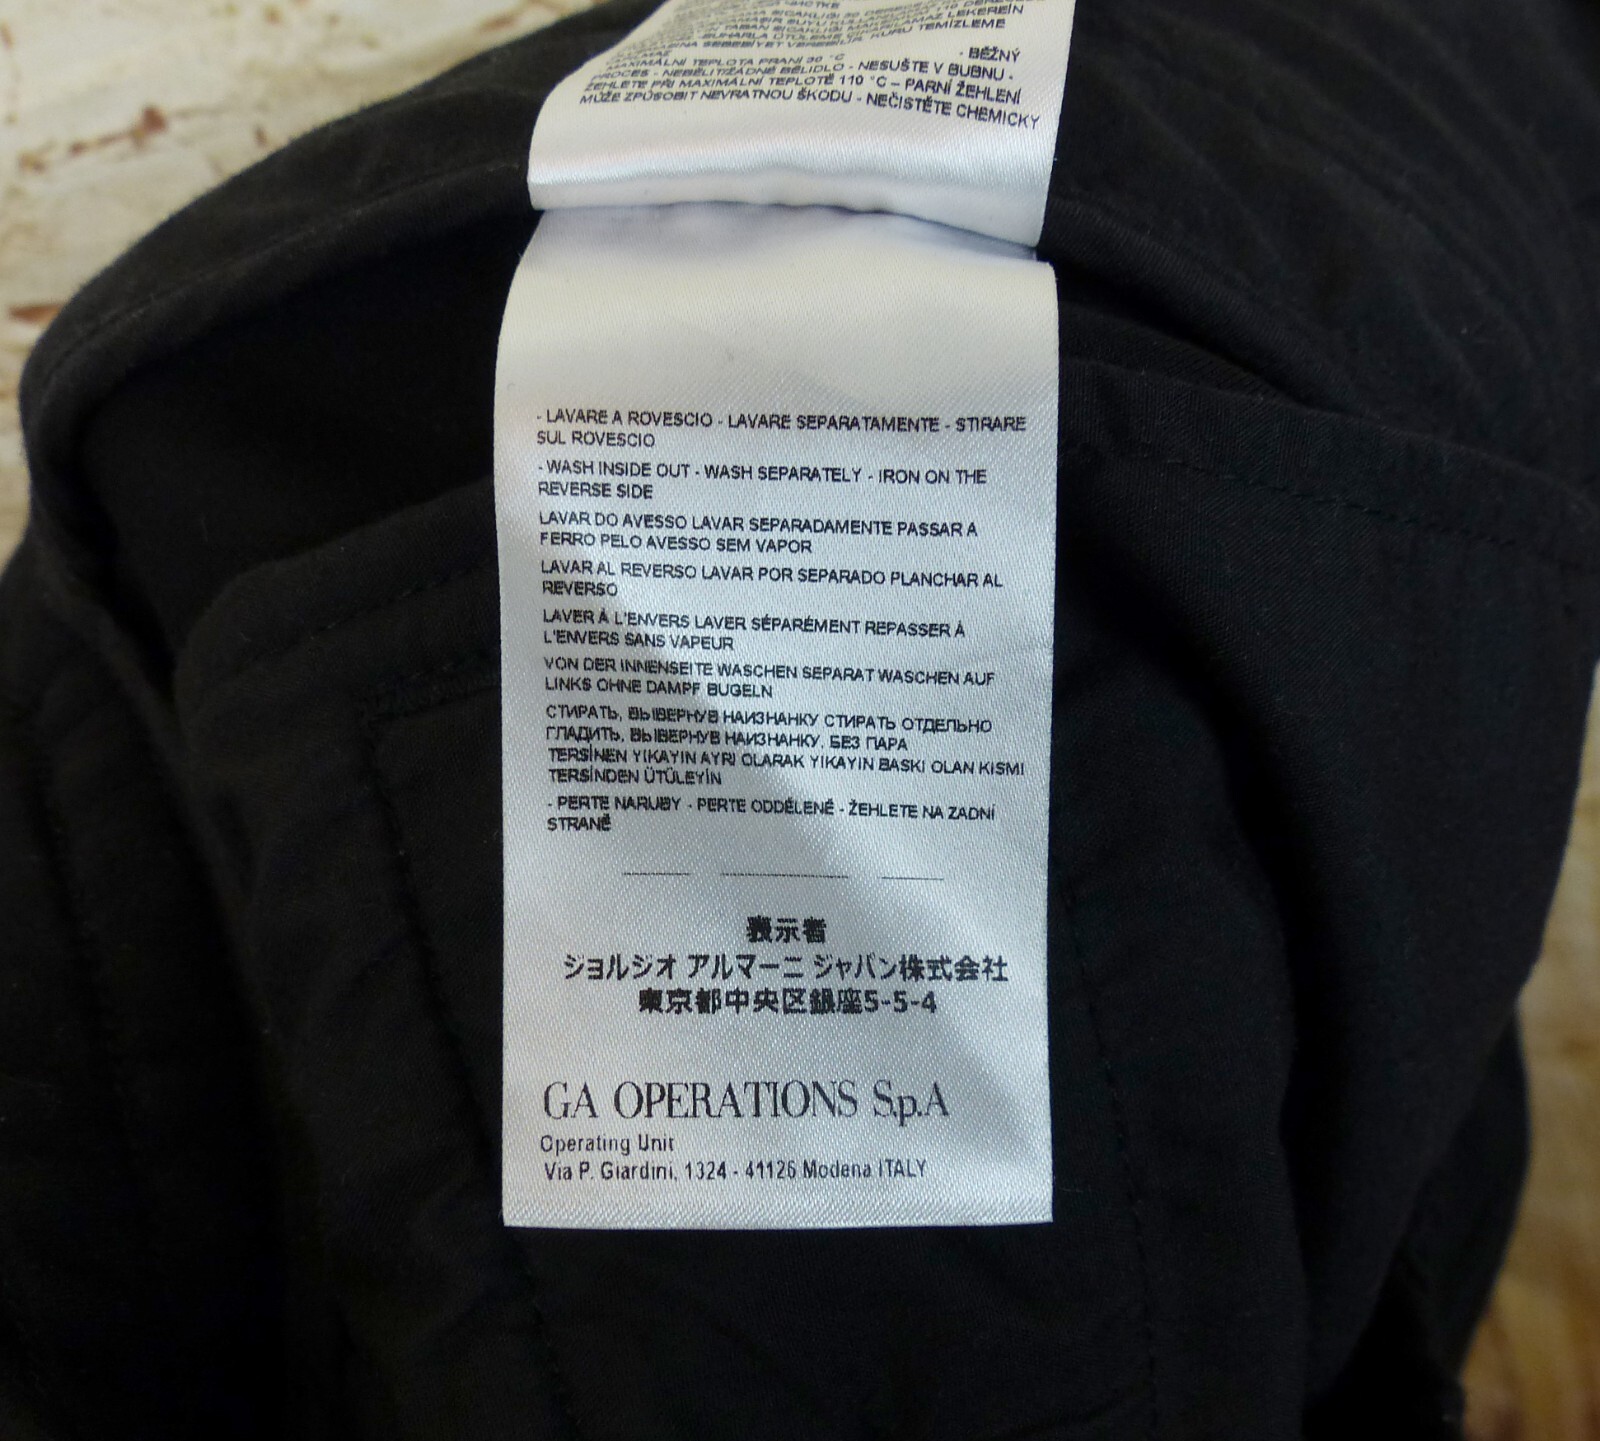 MAXIMÁLNÍ TEPLOTA PRANÍ 30 °C - BĚŽNÝ
PROCES - NEBĚLIT/ŽÁDNÉ BĚLIDLO - NESUŠTE V BUBNU -
ŽEHLETE PŘI MAXIMÁLNÍ TEPLOTĚ 110 °C – PARNÍ ŽEHLENÍ
MŮŽE ZPŮSOBIT NEVRATNOU ŠKODU - NEČISTĚTE CHEMICKY
- LAVARE A ROVESCIO - LAVARE SEPARATAMENTE - STIRARE
SUL ROVESCIO
- WASH INSIDE OUT - WASH SEPARATELY - IRON ON THE
REVERSE SIDE
LAVAR DO AVESSO LAVAR SEPARADAMENTE PASSAR A
FERRO PELO AVESSO SEM VAPOR
LAVAR AL REVERSO LAVAR POR SEPARADO PLANCHAR AL
REVERSO
LAVER À L'ENVERS LAVER SÉPARÉMENT REPASSER À
L'ENVERS SANS VAPEUR
VON DER INNENSEITE WASCHEN SEPARAT WASCHEN AUF
LINKS OHNE DAMPF BUGELN
СТИРАТЬ, ВЫВЕРНУВ НАИЗНАНКУ СТИРАТЬ ОТДЕЛЬНО
ГЛАДИТЬ, ВЫВЕРНУВ НАИЗНАНКУ, БЕЗ ПАРА
TERSİNEN YIKAYIN AYRI OLARAK YIKAYIN BASKI OLAN KISMI
TERSİNDEN ÜTÜLEYİN
- PERTE NARUBY - PERTE ODDĚLENĚ - ŽEHLETE NA ZADNÍ
STRANĚ
表示者
ジョルジオ アルマーニ ジャパン株式会社
東京都中央区銀座5-5-4
GA OPERATIONS S.p.A
Operating Unit
Via P. Giardini, 1324 - 41126 Modena ITALY